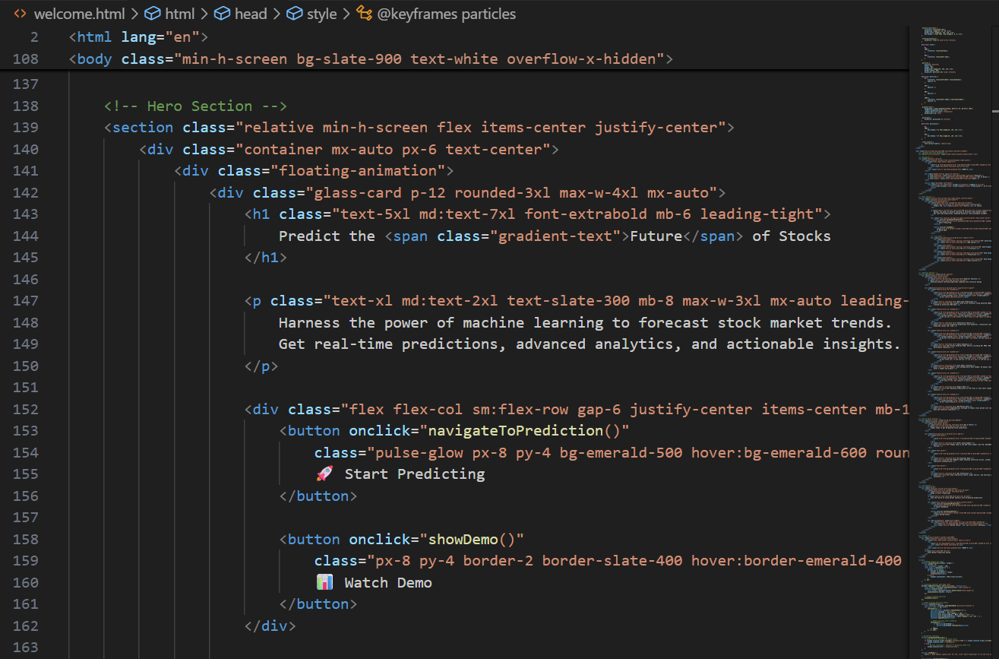 welcome.html > html > head > style > @keyframes particles
2 <html lang="en">
108 <body class="min-h-screen bg-slate-900 text-white overflow-x-hidden">
137
138 <!-- Hero Section -->
139 <section class="relative min-h-screen flex items-center justify-center">
140 <div class="container mx-auto px-6 text-center">
141 <div class="floating-animation">
142 <div class="glass-card p-12 rounded-3xl max-w-4xl mx-auto">
143 <h1 class="text-5xl md:text-7xl font-extrabold mb-6 leading-tight">
144 Predict the <span class="gradient-text">Future</span> of Stocks
145 </h1>
146
147 <p class="text-xl md:text-2xl text-slate-300 mb-8 max-w-3xl mx-auto leading-
148 Harness the power of machine learning to forecast stock market trends.
149 Get real-time predictions, advanced analytics, and actionable insights.
150 </p>
151
152 <div class="flex flex-col sm:flex-row gap-6 justify-center items-center mb-1
153 <button onclick="navigateToPrediction()"
154 class="pulse-glow px-8 py-4 bg-emerald-500 hover:bg-emerald-600 roun
155 🚀 Start Predicting
156 </button>
157
158 <button onclick="showDemo()"
159 class="px-8 py-4 border-2 border-slate-400 hover:border-emerald-400
160 📊 Watch Demo
161 </button>
162 </div>
163